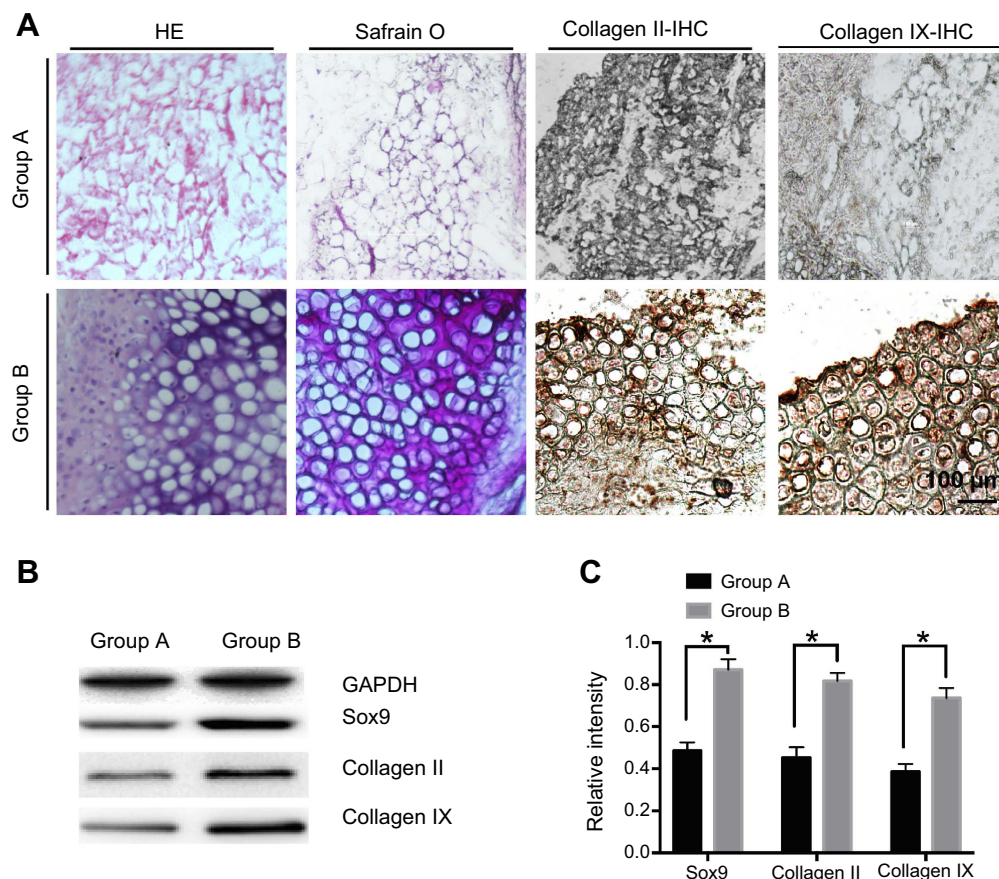 A
HE
Safrain O
Collagen II-IHC
Collagen IX-IHC
Group A
Group B
100 μm
B
Group A
Group B
GAPDH
Sox9
Collagen II
Collagen IX
C
Group A
Group B
Relative intensity
1.0
0.8
0.6
0.4
0.2
0.0
* * *
Sox9 Collagen II Collagen IX